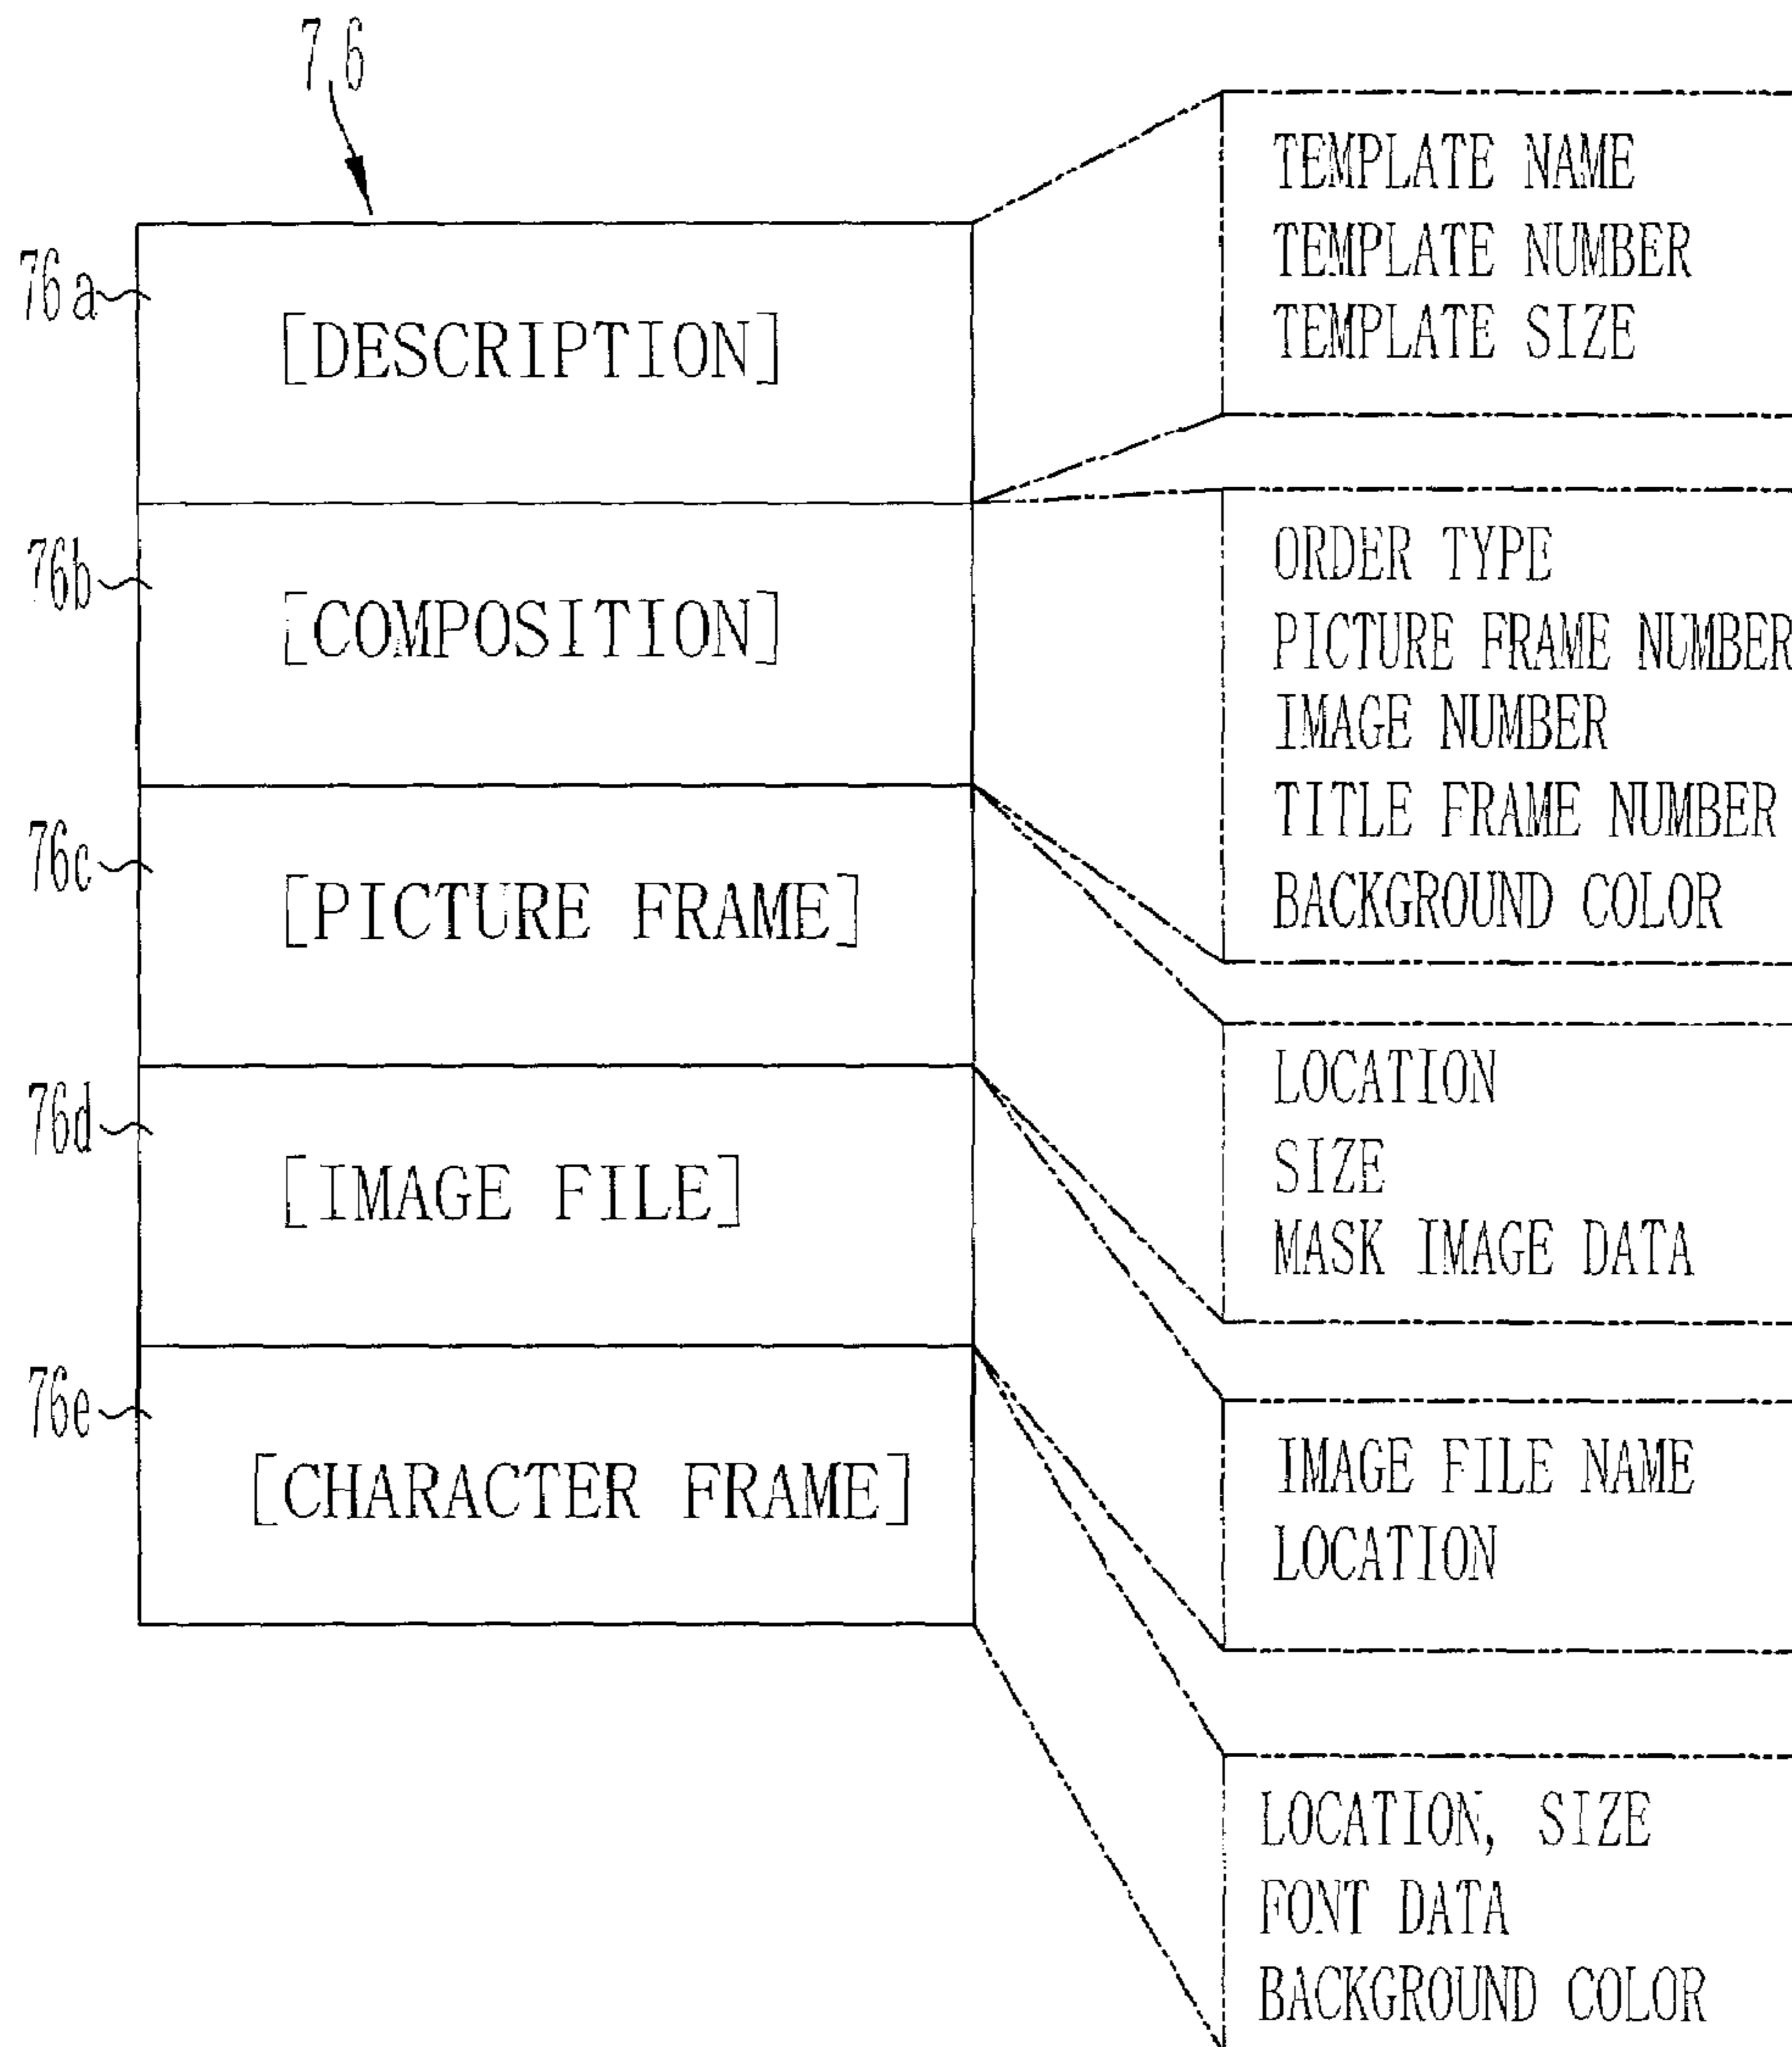 76
76a
[DESCRIPTION]
TEMPLATE NAME
TEMPLATE NUMBER
TEMPLATE SIZE
76b
[COMPOSITION]
ORDER TYPE
PICTURE FRAME NUMBER
IMAGE NUMBER
TITLE FRAME NUMBER
BACKGROUND COLOR
76c
[PICTURE FRAME]
LOCATION
SIZE
MASK IMAGE DATA
76d
[IMAGE FILE]
IMAGE FILE NAME
LOCATION
76e
[CHARACTER FRAME]
LOCATION, SIZE
FONT DATA
BACKGROUND COLOR